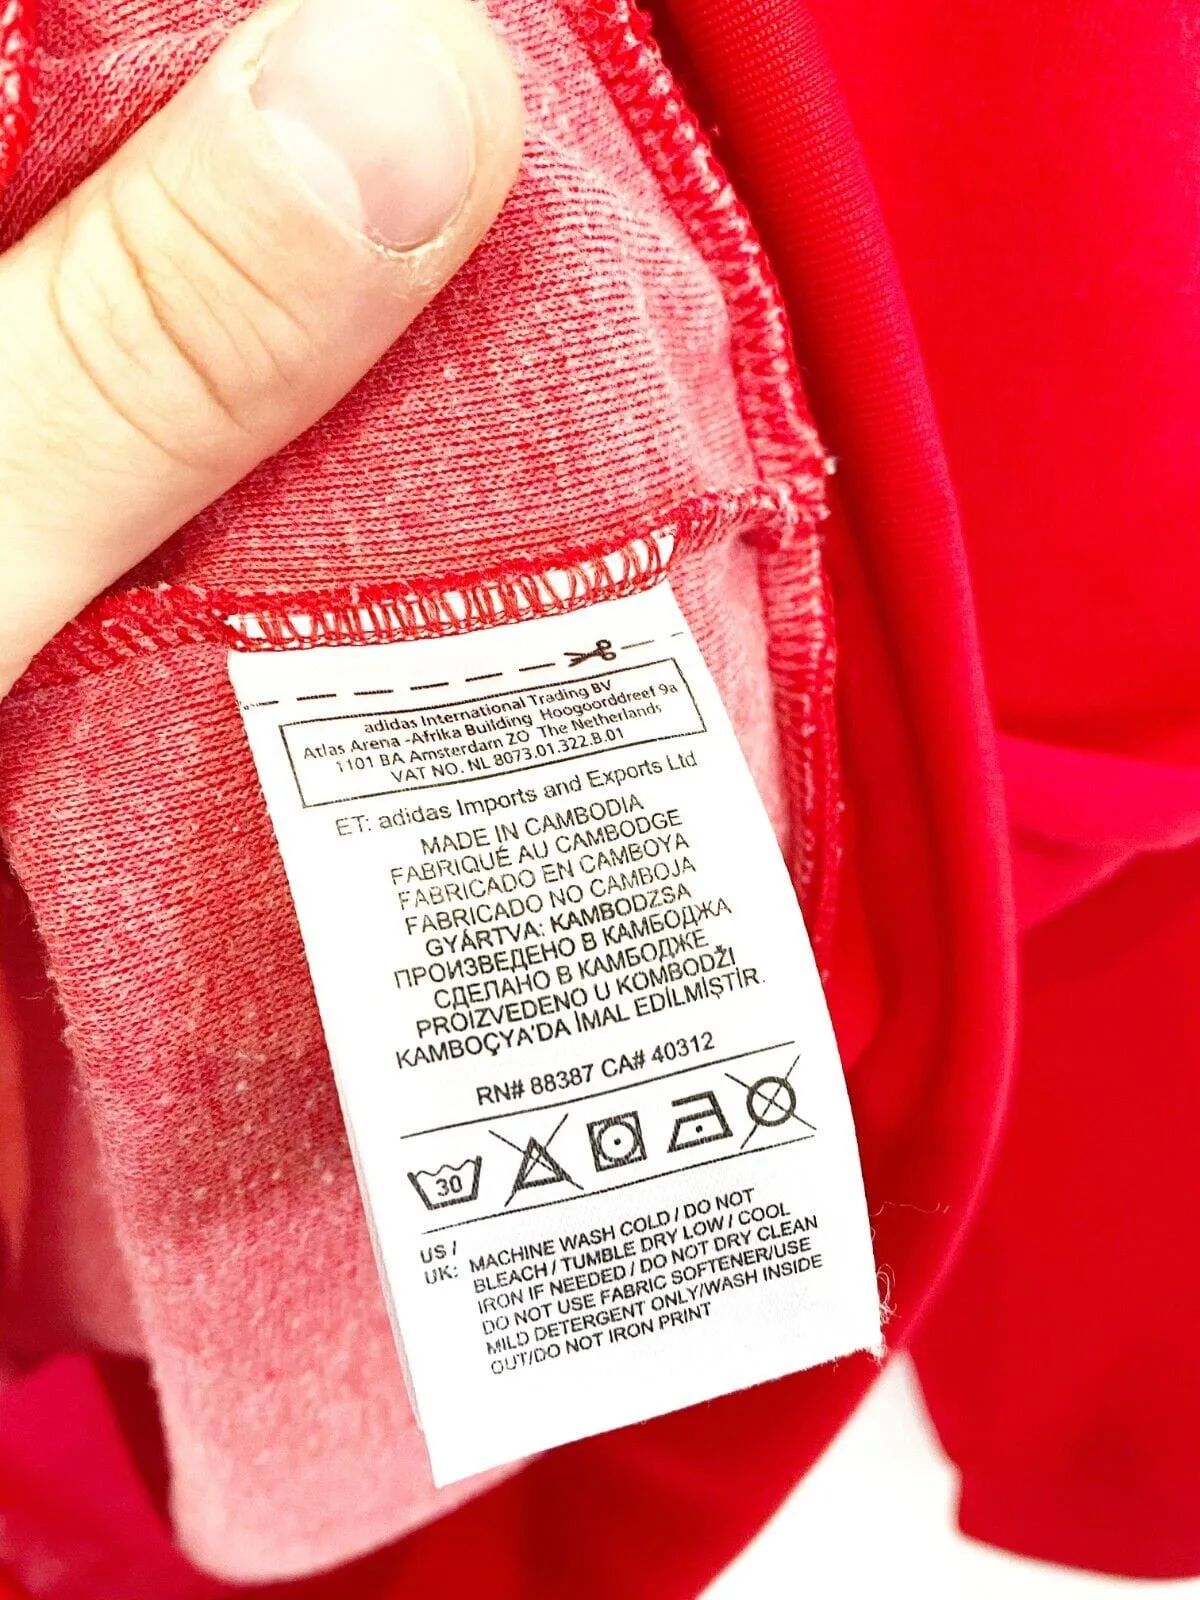 adidas International Trading BV
Atlas Arena -Afrika Building Hoogoorddreef 9a
1101 BA Amsterdam ZO The Netherlands
VAT NO. NL 8073.01.322.B.01
ET: adidas Imports and Exports Ltd
MADE IN CAMBODIA
FABRIQUÉ AU CAMBODGE
FABRICADO EN CAMBOYA
FABRICADO NO CAMBOJA
GYÁRTVA: KAMBODZSA
ПРОИЗВЕДЕНО В КАМБОДЖА
СДЕЛАНО В КАМБОДЖЕ
PROIZVEDENO U KOMBODŽI
KAMBOÇYA'DA İMAL EDİLMİŞTİR.
RN# 88387 CA# 40312
30
US / UK: MACHINE WASH COLD / DO NOT
BLEACH / TUMBLE DRY LOW / COOL
IRON IF NEEDED / DO NOT DRY CLEAN
DO NOT USE FABRIC SOFTENER/USE
MILD DETERGENT ONLY/WASH INSIDE
OUT/DO NOT IRON PRINT